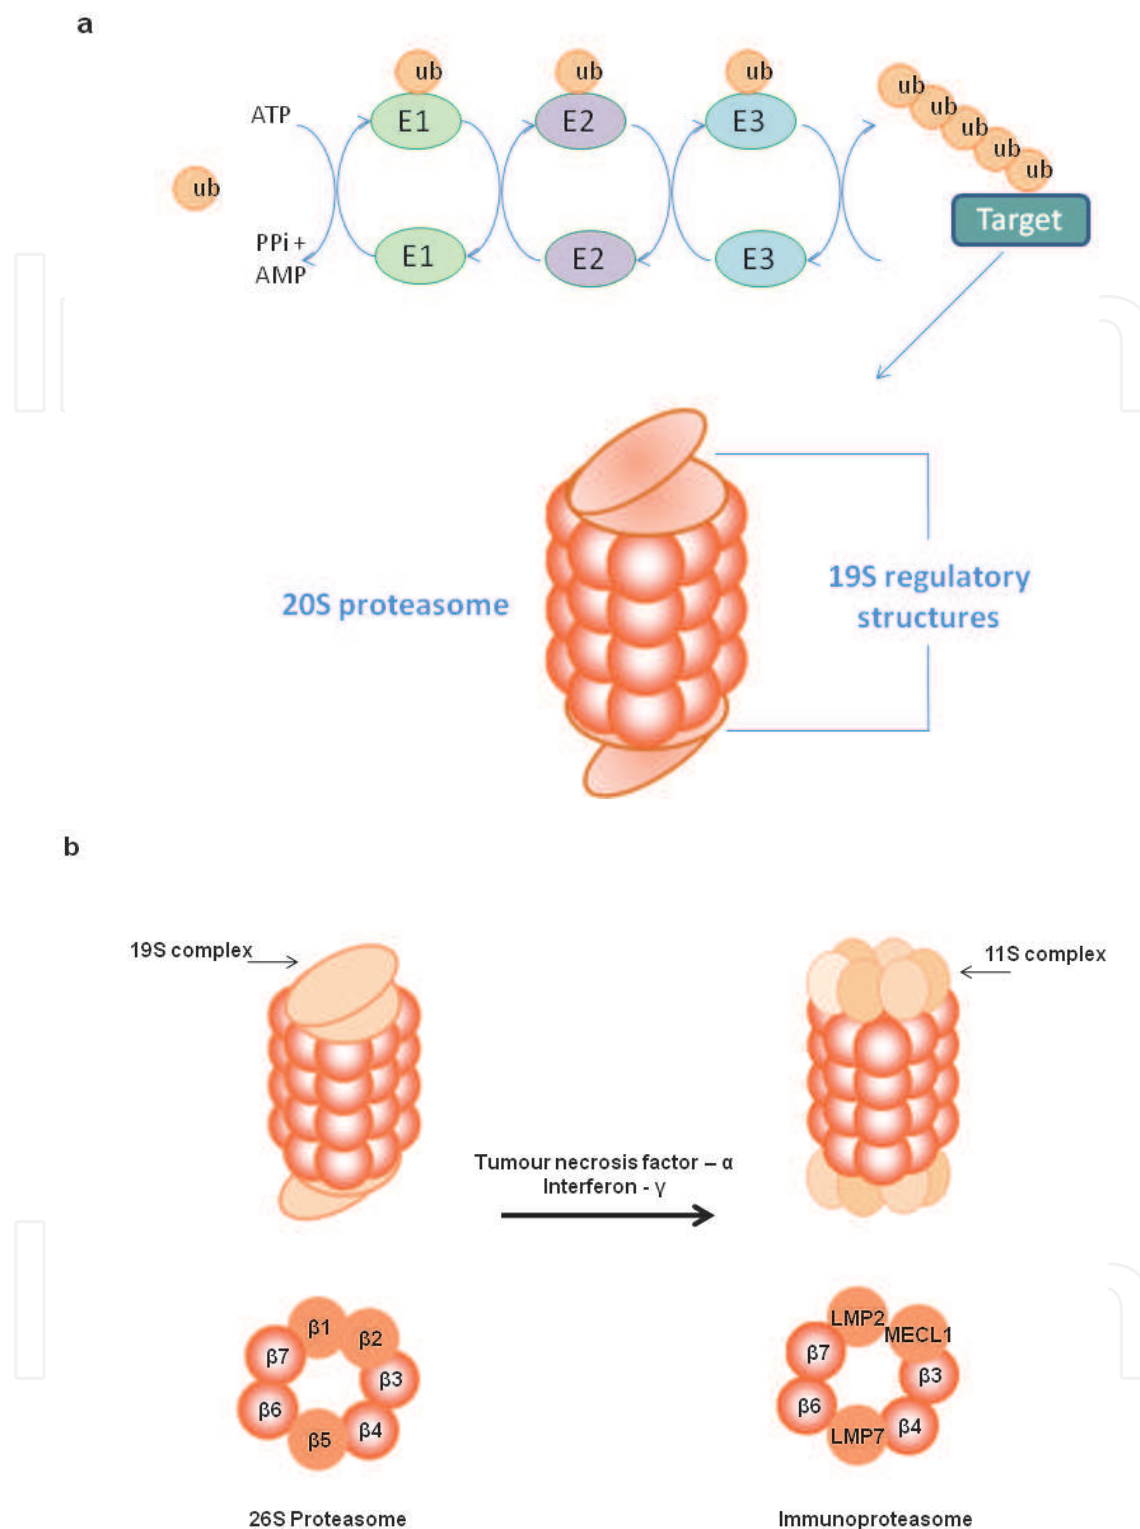 a
ub
ub
ub
ATP
E1
E2
E3
ub
ub
ub
ub
ub
ub
Target
PPi +
AMP
E1
E2
E3
20S proteasome
19S regulatory
structures
b
19S complex
11S complex
Tumour necrosis factor – α
Interferon - γ
β1
β2
β7
β3
β6
β4
β5
26S Proteasome
LMP2
MECL1
β7
β3
β6
β4
LMP7
Immunoproteasome